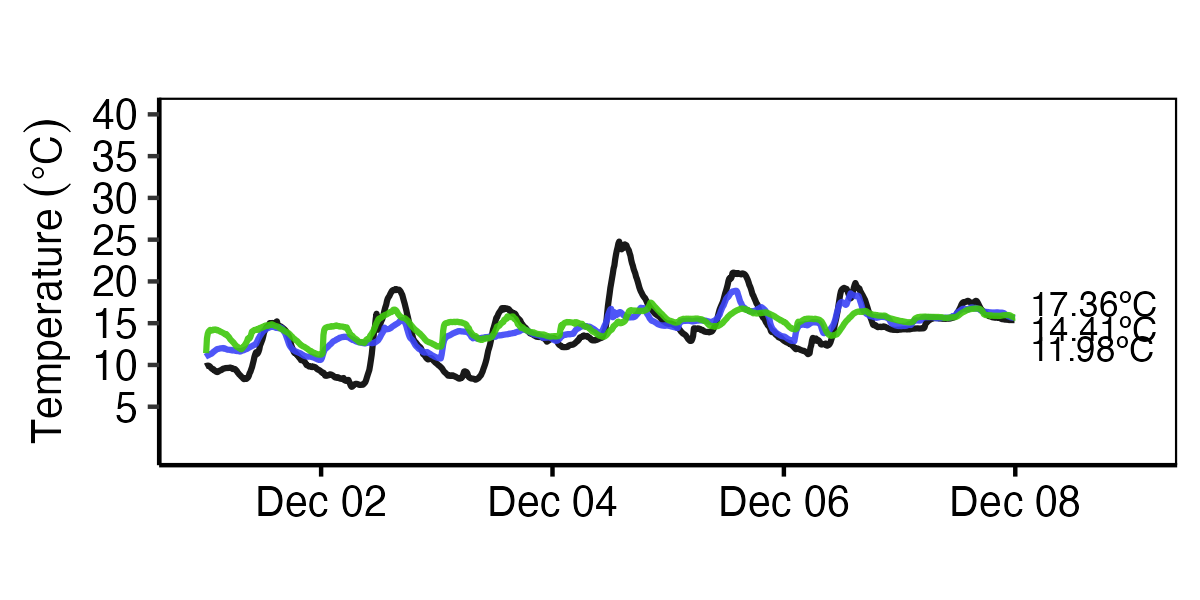 Temperature (°C)
40
35
30
25
20
15
10
5
17.36°C
14.41°C
11.98°C
Dec 02
Dec 04
Dec 06
Dec 08